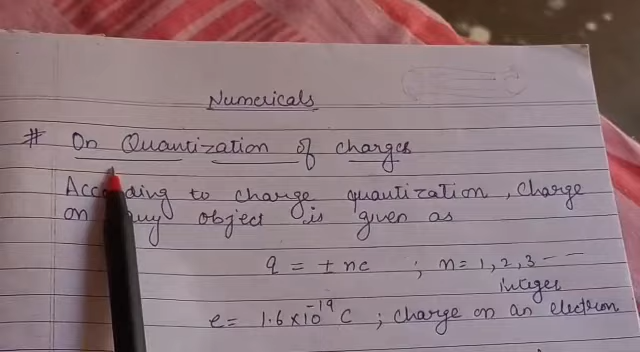 Numericals
# On Quantization of charges
According to charge quantization, charge
on any object is given as
q = ± ne ; n = 1, 2, 3 - -
integer
e = 1.6×10⁻¹⁹ C ; charge on an electron